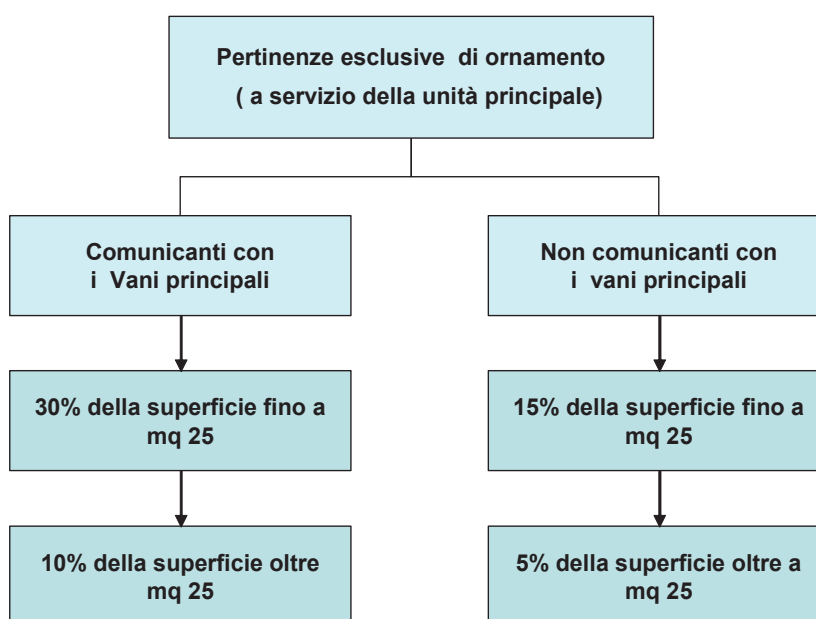 Pertinenze esclusive di ornamento
( a servizio della unità principale)
Comunicanti con
i Vani principali
Non comunicanti con
i vani principali
30% della superficie fino a
mq 25
15% della superficie fino a
mq 25
10% della superficie oltre
mq 25
5% della superficie oltre a
mq 25